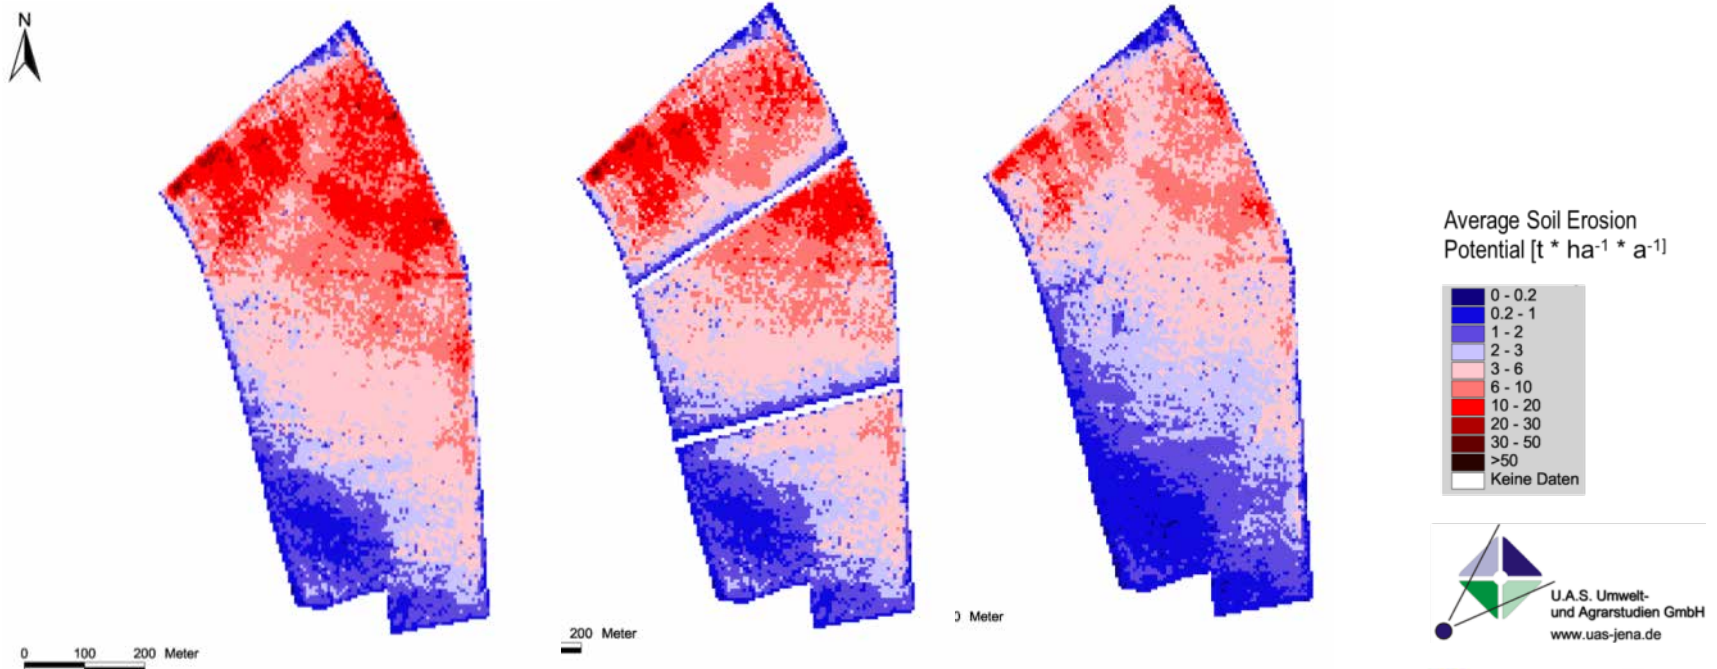 N
Average Soil Erosion
Potential [t * ha⁻¹ * a⁻¹]
0 - 0.2
0.2 - 1
1 - 2
2 - 3
3 - 6
6 - 10
10 - 20
20 - 30
30 - 50
>50
Keine Daten
U.A.S. Umwelt-
und Agrarstudien GmbH
www.uas-jena.de
0 100 200 Meter
200 Meter
0 Meter